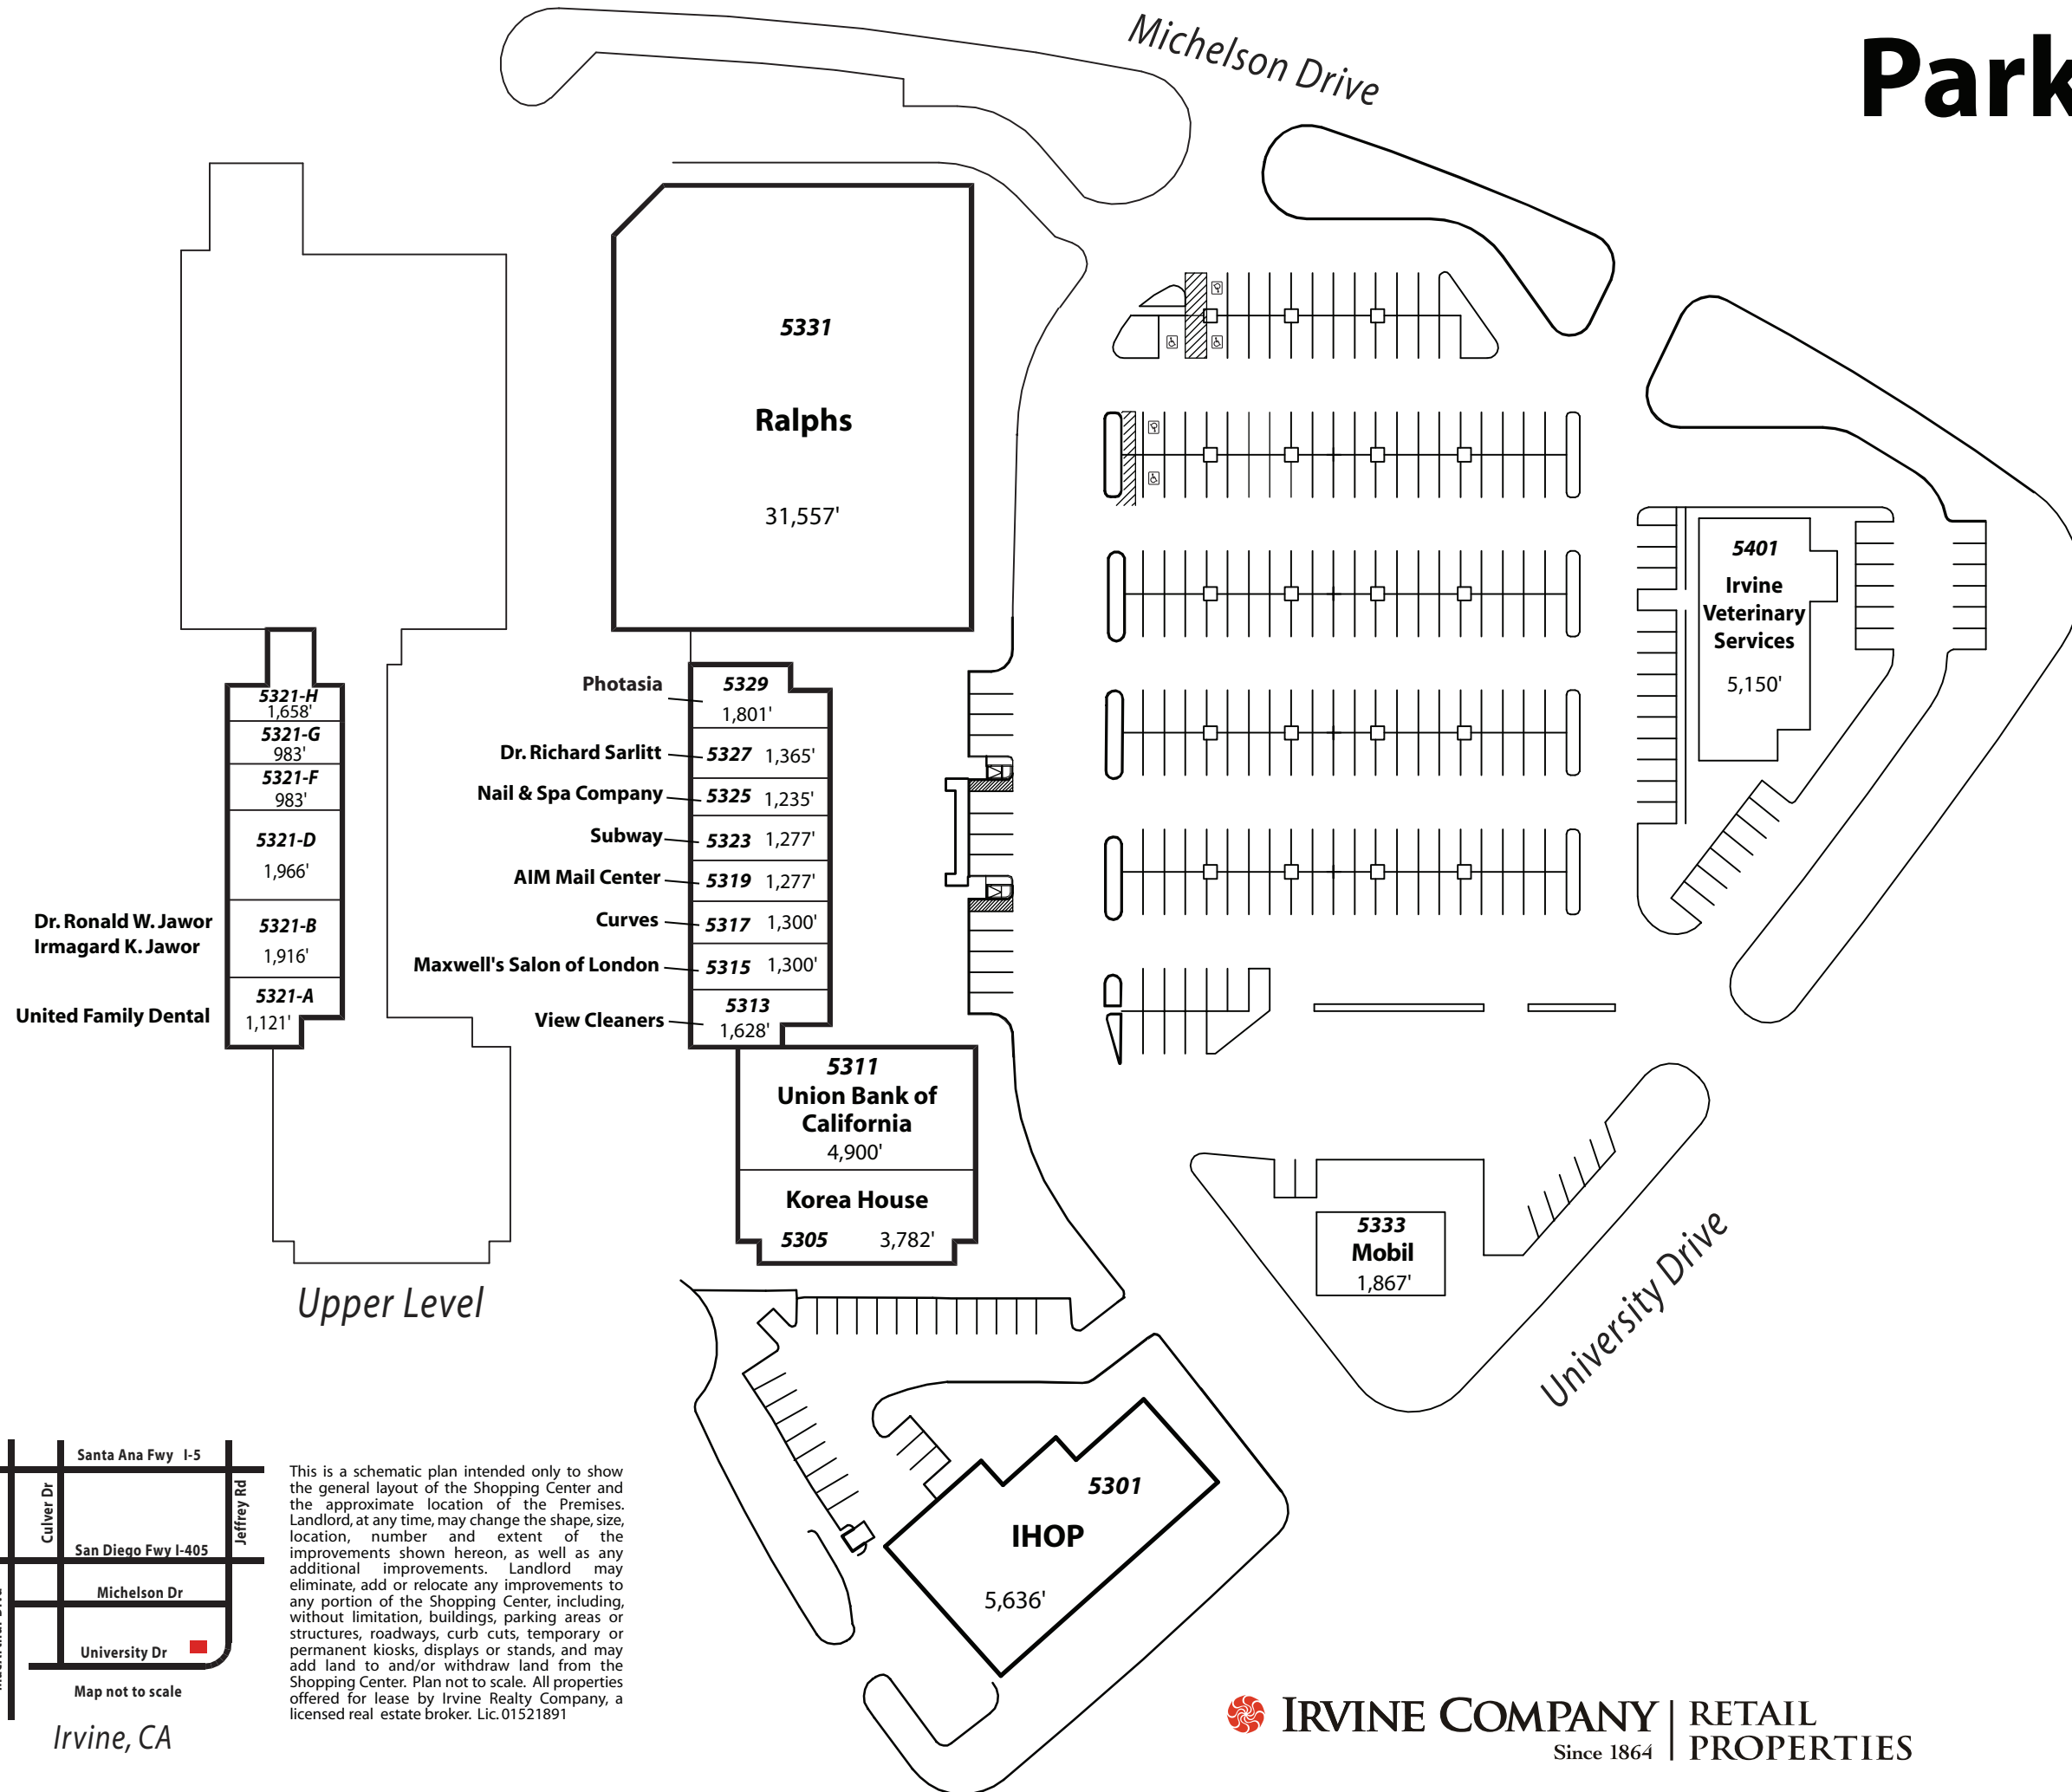 Park
Michelson Drive
5331
Ralphs
31,557'
5401
Irvine
Veterinary
Services
5,150'
5321-H
1,658'
5321-G
983'
5321-F
983'
5321-D
1,966'
Dr. Ronald W. Jawor
Irmagard K. Jawor
5321-B
1,916'
United Family Dental
5321-A
1,121'
Upper Level
Photasia
5329
1,801'
Dr. Richard Sarlitt
5327 1,365'
Nail & Spa Company
5325 1,235'
Subway
5323 1,277'
AIM Mail Center
5319 1,277'
Curves
5317 1,300'
Maxwell's Salon of London
5315 1,300'
View Cleaners
5313
1,628'
5311
Union Bank of
California
4,900'
Korea House
5305 3,782'
5333
Mobil
1,867'
University Drive
5301
IHOP
5,636'
Santa Ana Fwy I-5
Culver Dr
Jeffrey Rd
San Diego Fwy I-405
Michelson Dr
University Dr
Map not to scale
Irvine, CA
This is a schematic plan intended only to show
the general layout of the Shopping Center and
the approximate location of the Premises.
Landlord, at any time, may change the shape, size,
location, number and extent of the
improvements shown hereon, as well as any
additional improvements. Landlord may
eliminate, add or relocate any improvements to
any portion of the Shopping Center, including,
without limitation, buildings, parking areas or
structures, roadways, curb cuts, temporary or
permanent kiosks, displays or stands, and may
add land to and/or withdraw land from the
Shopping Center. Plan not to scale. All properties
offered for lease by Irvine Realty Company, a
licensed real estate broker. Lic. 01521891
IRVINE COMPANY
Since 1864
RETAIL
PROPERTIES